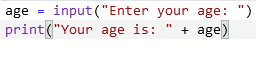 age = input("Enter your age: ")
print("Your age is: " + age)